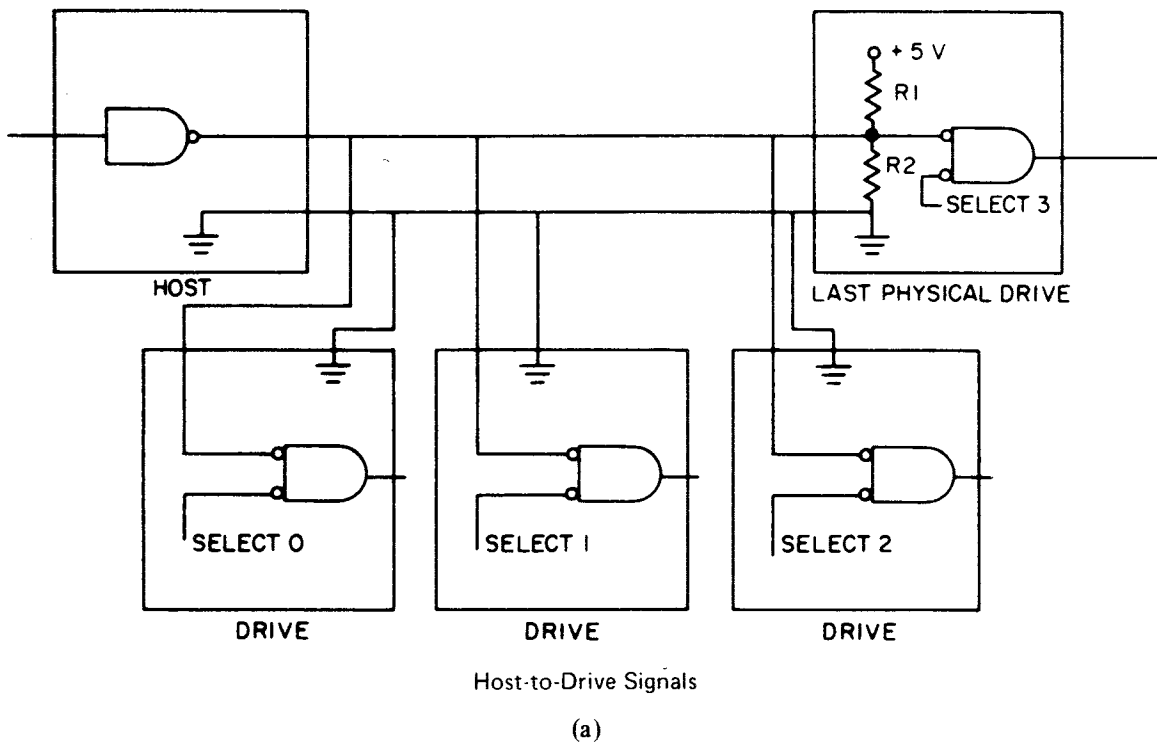 + 5 V
R1
R2
SELECT 3
HOST
LAST PHYSICAL DRIVE
SELECT 0
SELECT 1
SELECT 2
DRIVE
DRIVE
DRIVE
Host-to-Drive Signals
(a)